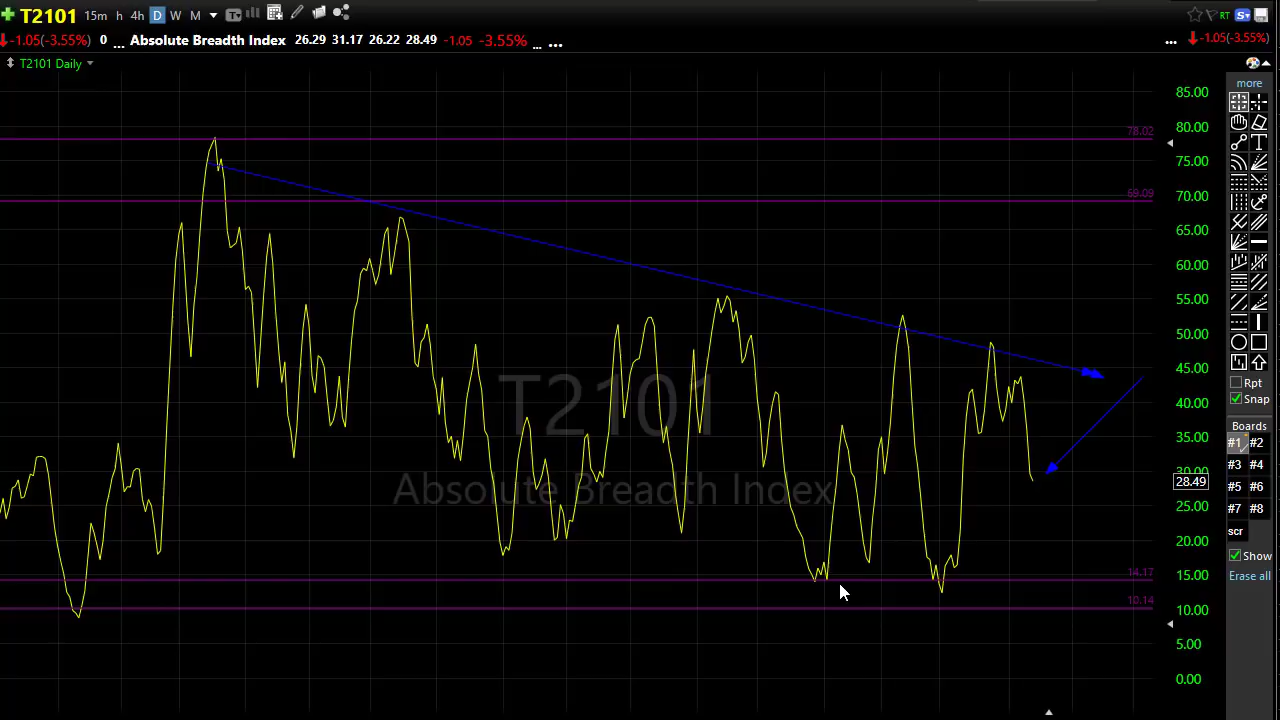 T2101 15m h 4h D W M T RT S
-1.05(-3.55%) 0 ... Absolute Breadth Index 26.29 31.17 26.22 28.49 -1.05 -3.55% ... ... ... -1.05(-3.55%)
T2101 Daily
more
85.00
80.00
78.02
75.00
69.09
70.00
65.00
60.00
55.00
50.00
45.00
40.00
35.00
30.00
28.49
25.00
20.00
15.00
14.17
10.14
10.00
5.00
0.00
T2101
Absolute Breadth Index
T
Rpt
Snap
Boards
#1 #2
#3 #4
#5 #6
#7 #8
scr
Show
Erase all